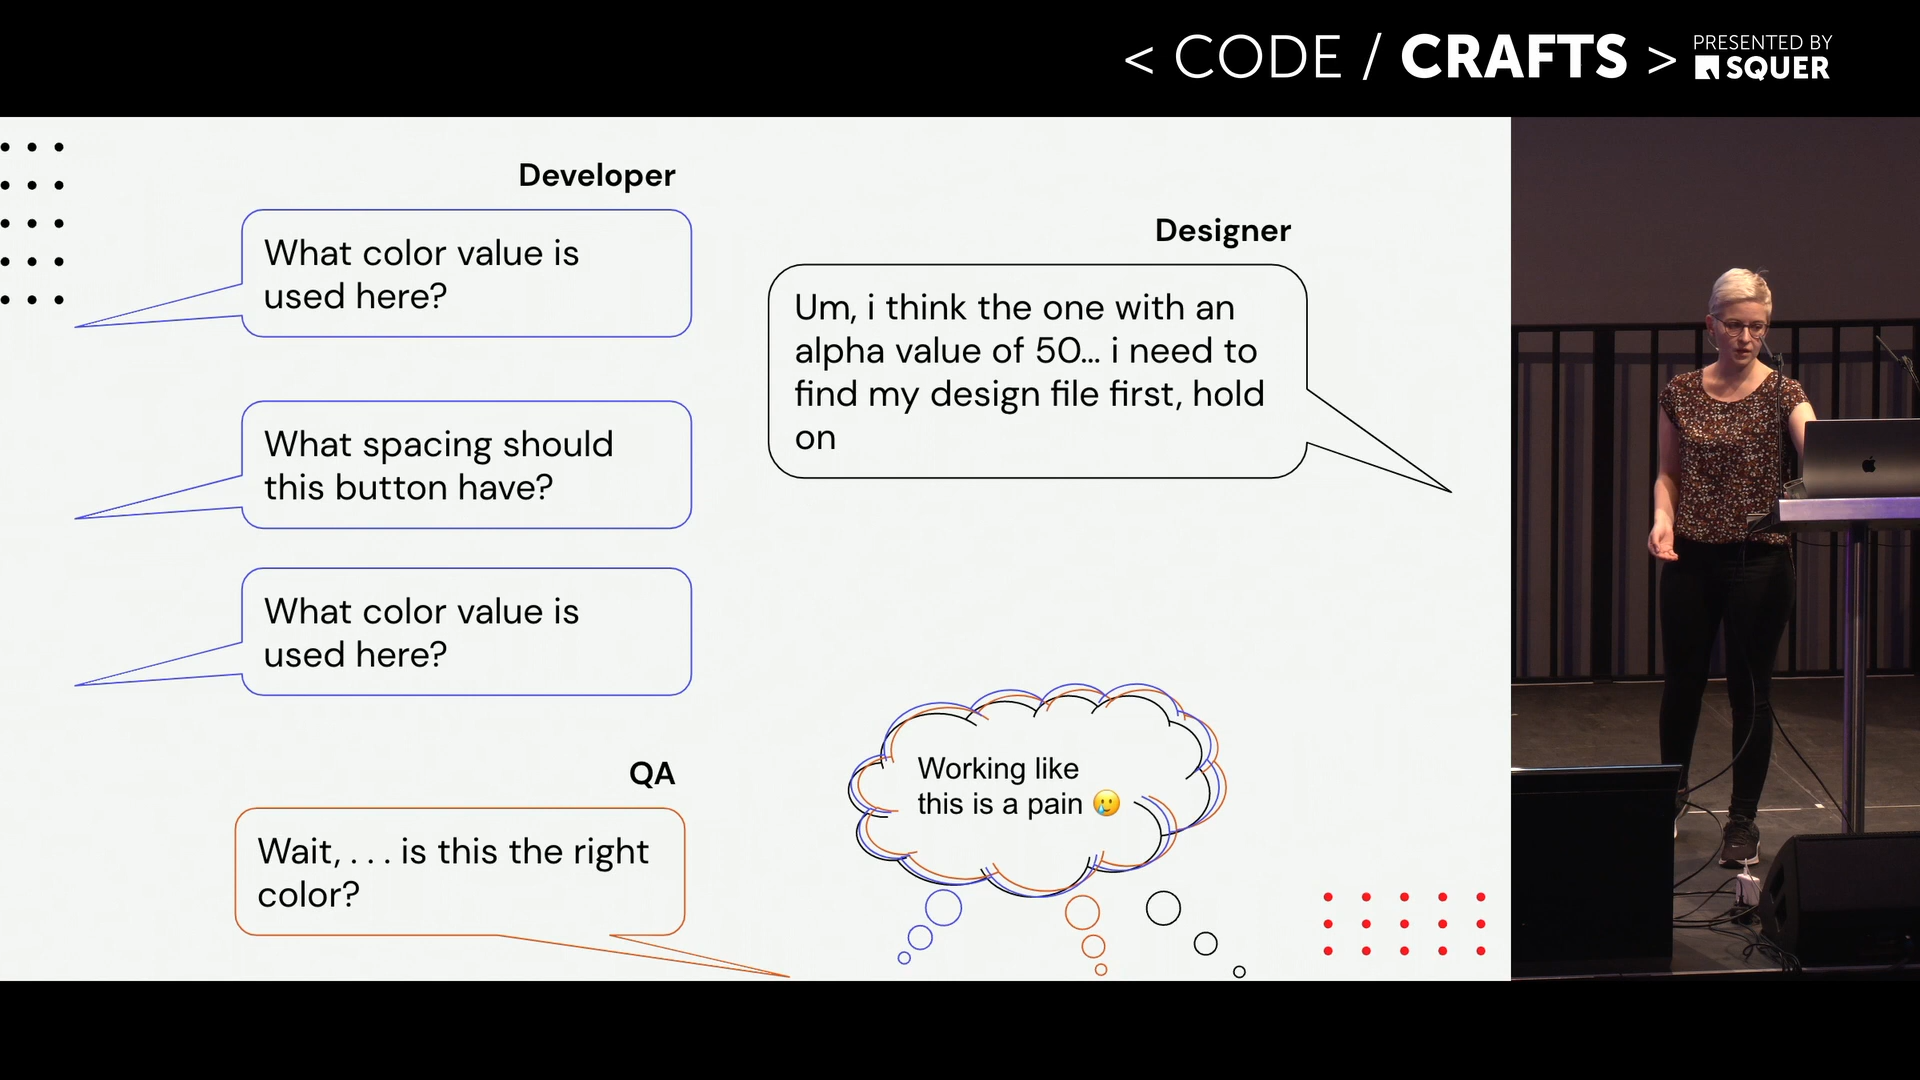 < CODE / CRAFTS >
PRESENTED BY
SQUER
Developer
What color value is
used here?
What spacing should
this button have?
What color value is
used here?
QA
Wait, . . . is this the right
color?
Designer
Um, i think the one with an
alpha value of 50... i need to
find my design file first, hold
on
Working like
this is a pain 🥲